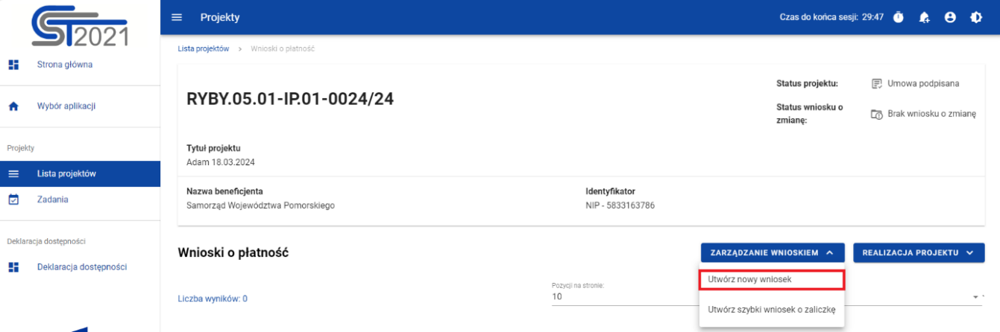 CST2021
Projekty
Czas do końca sesji: 29:47
Strona główna
Wybór aplikacji
Projekty
Lista projektów
Zadania
Deklaracja dostępności
Deklaracja dostępności
Lista projektów > Wnioski o płatność
RYBY.05.01-IP.01-0024/24
Status projektu: Umowa podpisana
Status wniosku o
zmianę: Brak wniosku o zmianę
Tytuł projektu
Adam 18.03.2024
Nazwa beneficjenta
Samorząd Województwa Pomorskiego
Identyfikator
NIP - 5833163786
Wnioski o płatność
ZARZĄDZANIE WNIOSKIEM
REALIZACJA PROJEKTU
Utwórz nowy wniosek
Utwórz szybki wniosek o zaliczkę
Liczba wyników: 0
Pozycji na stronie:
10